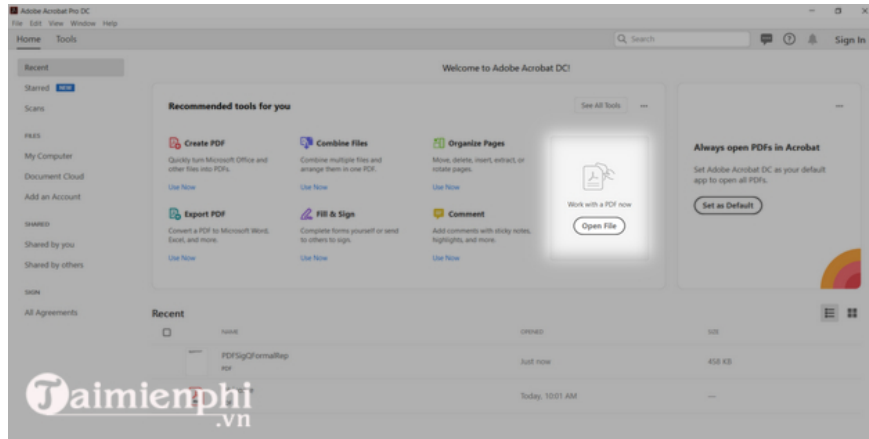 Adobe Acrobat Pro DC
File Edit View Window Help
Home Tools
Search
Sign In
Recent
Starred NEW
Scans
FILES
My Computer
Document Cloud
Add an Account
SHARED
Shared by you
Shared by others
SIGN
All Agreements
Welcome to Adobe Acrobat DC!
Recommended tools for you
See All Tools
Create PDF
Quickly turn Microsoft Office and
other files into PDFs.
Use Now
Combine Files
Combine multiple files and
arrange them in one PDF.
Use Now
Organize Pages
Move, delete, insert, extract, or
rotate pages.
Use Now
Export PDF
Convert a PDF to Microsoft Word,
Excel, and more.
Use Now
Fill & Sign
Complete forms yourself or send
to others to sign.
Use Now
Comment
Add comments with sticky notes,
highlights, and more.
Use Now
Work with a PDF now
Open File
Always open PDFs in Acrobat
Set Adobe Acrobat DC as your default
app to open all PDFs.
Set as Default
Recent
NAME OPENED SIZE
PDFSigQFormalRep
PDF
Just now
458 KB
Today, 10:01 AM
Taimienphi
.vn